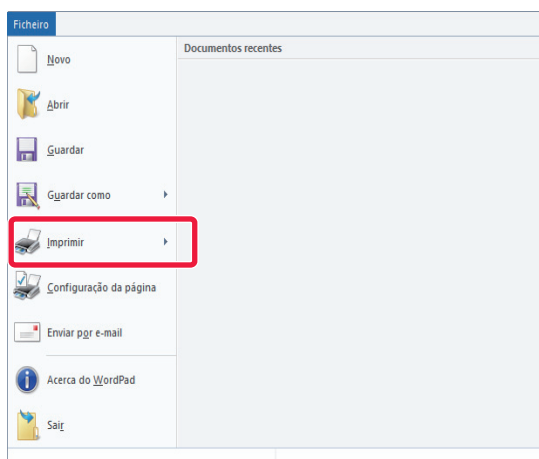 Ficheiro
Documentos recentes
Novo
Abrir
Guardar
Guardar como
Imprimir
Configuração da página
Enviar por e-mail
Acerca do WordPad
Sair